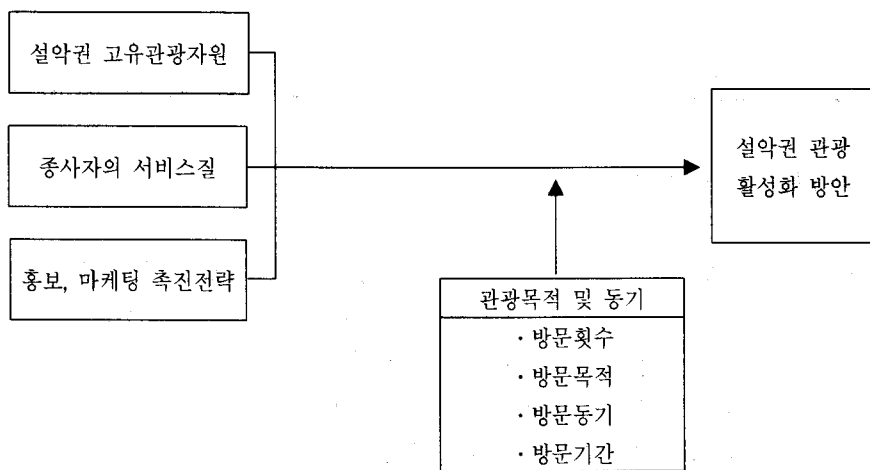 설악권 고유관광자원
종사자의 서비스질
홍보, 마케팅 촉진전략
설악권 관광
활성화 방안
관광목적 및 동기
· 방문횟수
· 방문목적
· 방문동기
· 방문기간